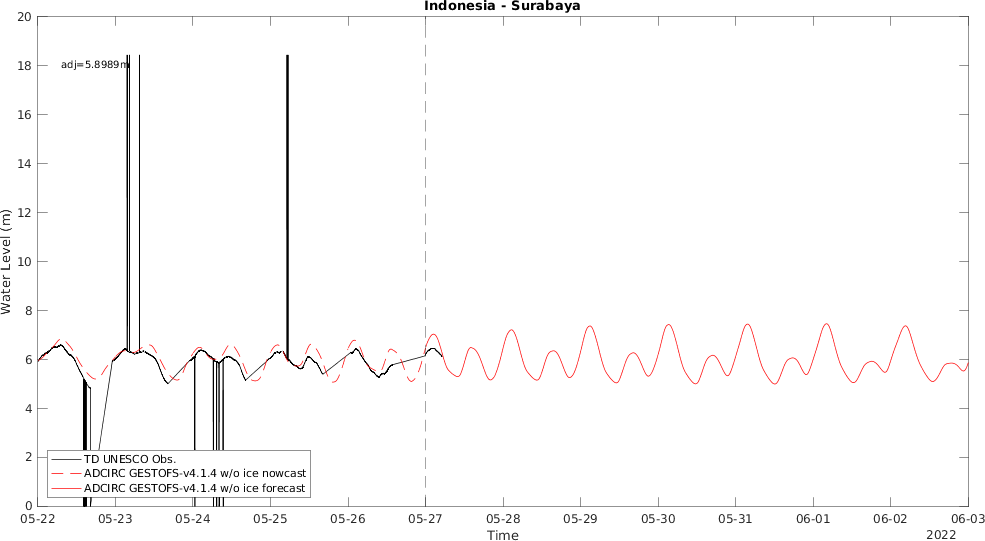 Indonesia - Surabaya
20
18
16
14
12
10
8
6
4
2
0
Water Level (m)
adj=5.8989m
TD UNESCO Obs.
ADCIRC GESTOFS-v4.1.4 w/o ice nowcast
ADCIRC GESTOFS-v4.1.4 w/o ice forecast
05-22 05-23 05-24 05-25 05-26 05-27 05-28 05-29 05-30 05-31 06-01 06-02 06-03
Time
2022